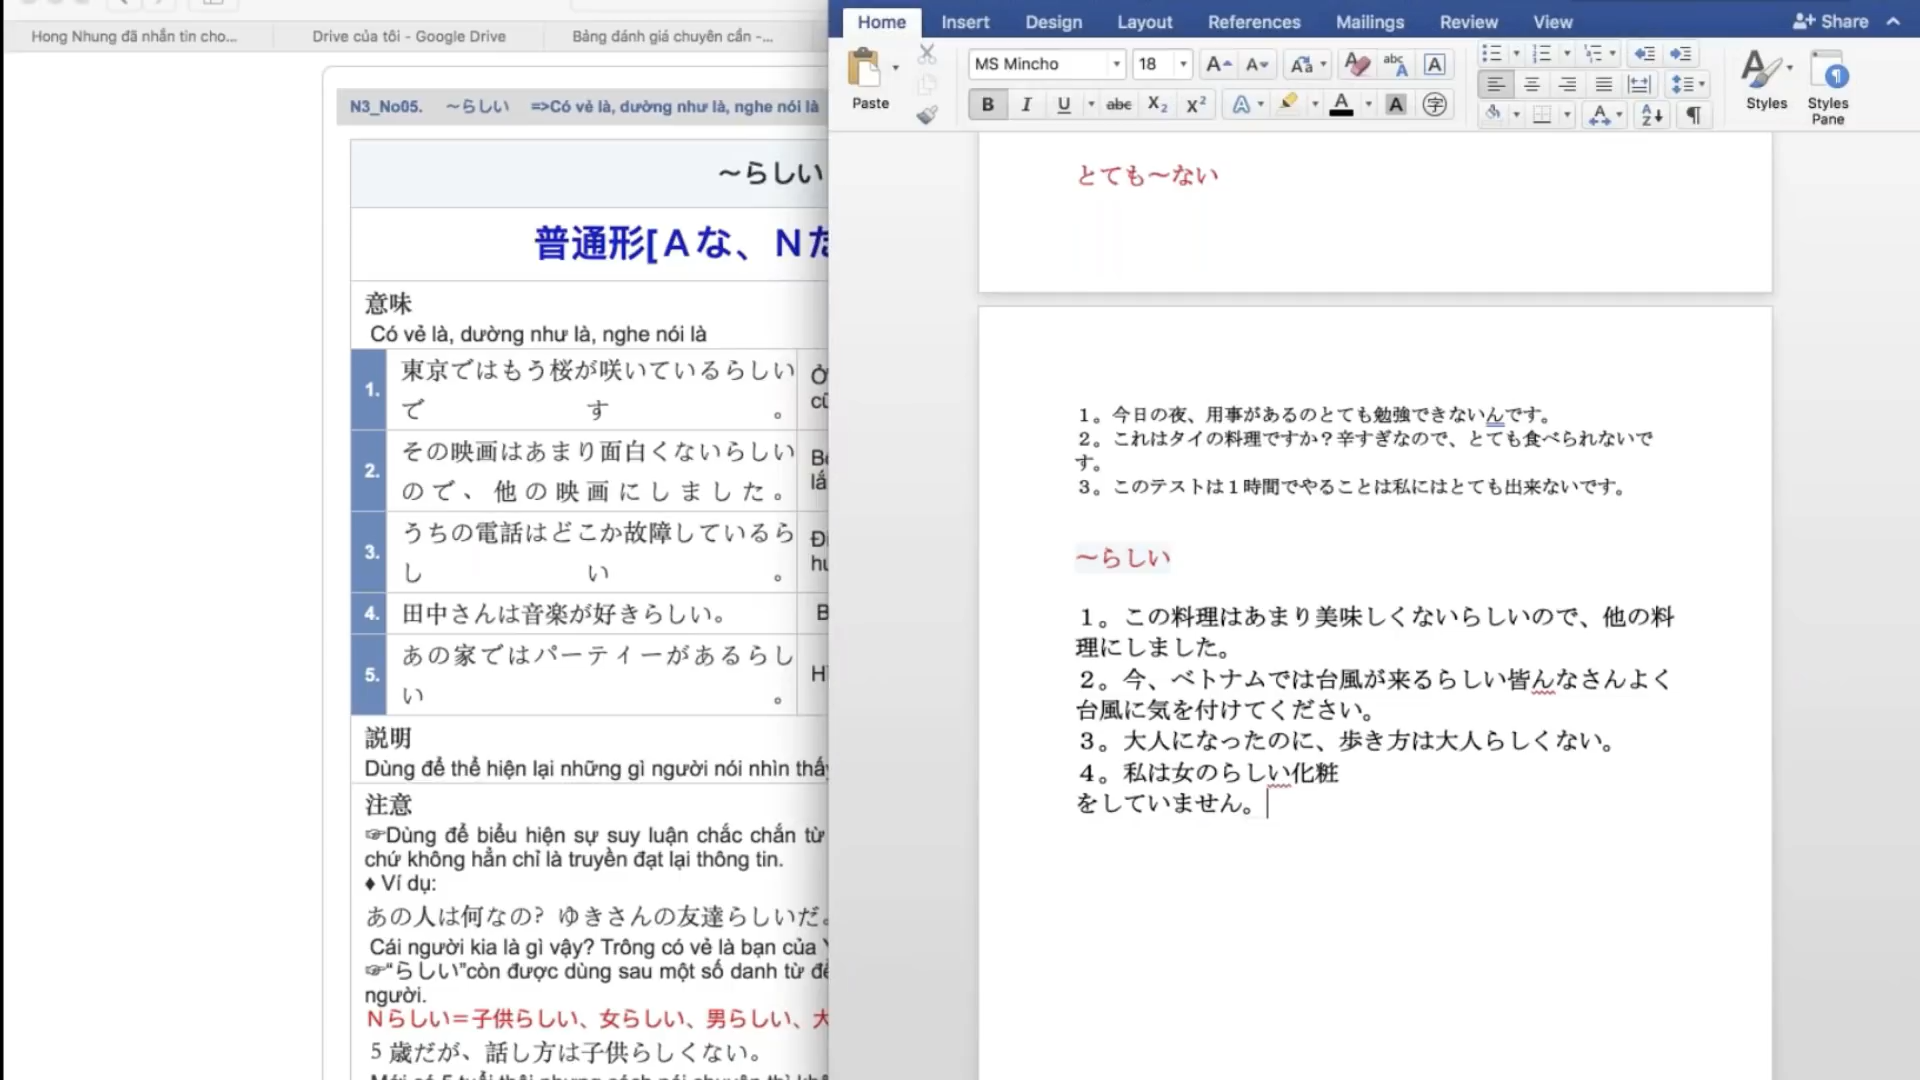 Hong Nhung đã nhắn tin cho...
Drive của tôi - Google Drive
Bảng đánh giá chuyên cần -...
N3_No05. ～らしい =>Có vẻ là, dường như là, nghe nói là
～らしい
普通形[Aな、N
意味
Có vẻ là, dường như là, nghe nói là
1. 東京ではもう桜が咲いているらしい
です。
2. その映画はあまり面白くないらしい
ので、他の映画にしました。
3. うちの電話はどこか故障しているら
しい。
4. 田中さんは音楽が好きらしい。
5. あの家ではパーティーがあるらし
い。
説明
Dùng để thể hiện lại những gì người nói nhìn thấy
注意
☞Dùng để biểu hiện sự suy luận chắc chắn từ
chứ không hẳn chỉ là truyền đạt lại thông tin.
♦ Ví dụ:
あの人は何なの? ゆきさんの友達らしいだ。
Cái người kia là gì vậy? Trông có vẻ là bạn của
☞“らしい”còn được dùng sau một số danh từ để
người.
Nらしい＝子供らしい、女らしい、男らしい、大
5歳だが、話し方は子供らしくない。
Home
Insert
Design
Layout
References
Mailings
Review
View
Share
Paste
MS Mincho
18
Styles
Styles
Pane
とても～ない
１。今日の夜、用事があるのとても勉強できないんです。
２。これはタイの料理ですか？辛すぎなので、とても食べられないで
す。
３。このテストは１時間でやることは私にはとても出来ないです。
～らしい
１。この料理はあまり美味しくないらしいので、他の料
理にしました。
２。今、ベトナムでは台風が来るらしい皆んなさんよく
台風に気を付けてください。
３。大人になったのに、歩き方は大人らしくない。
４。私は女のらしい化粧
をしていません。